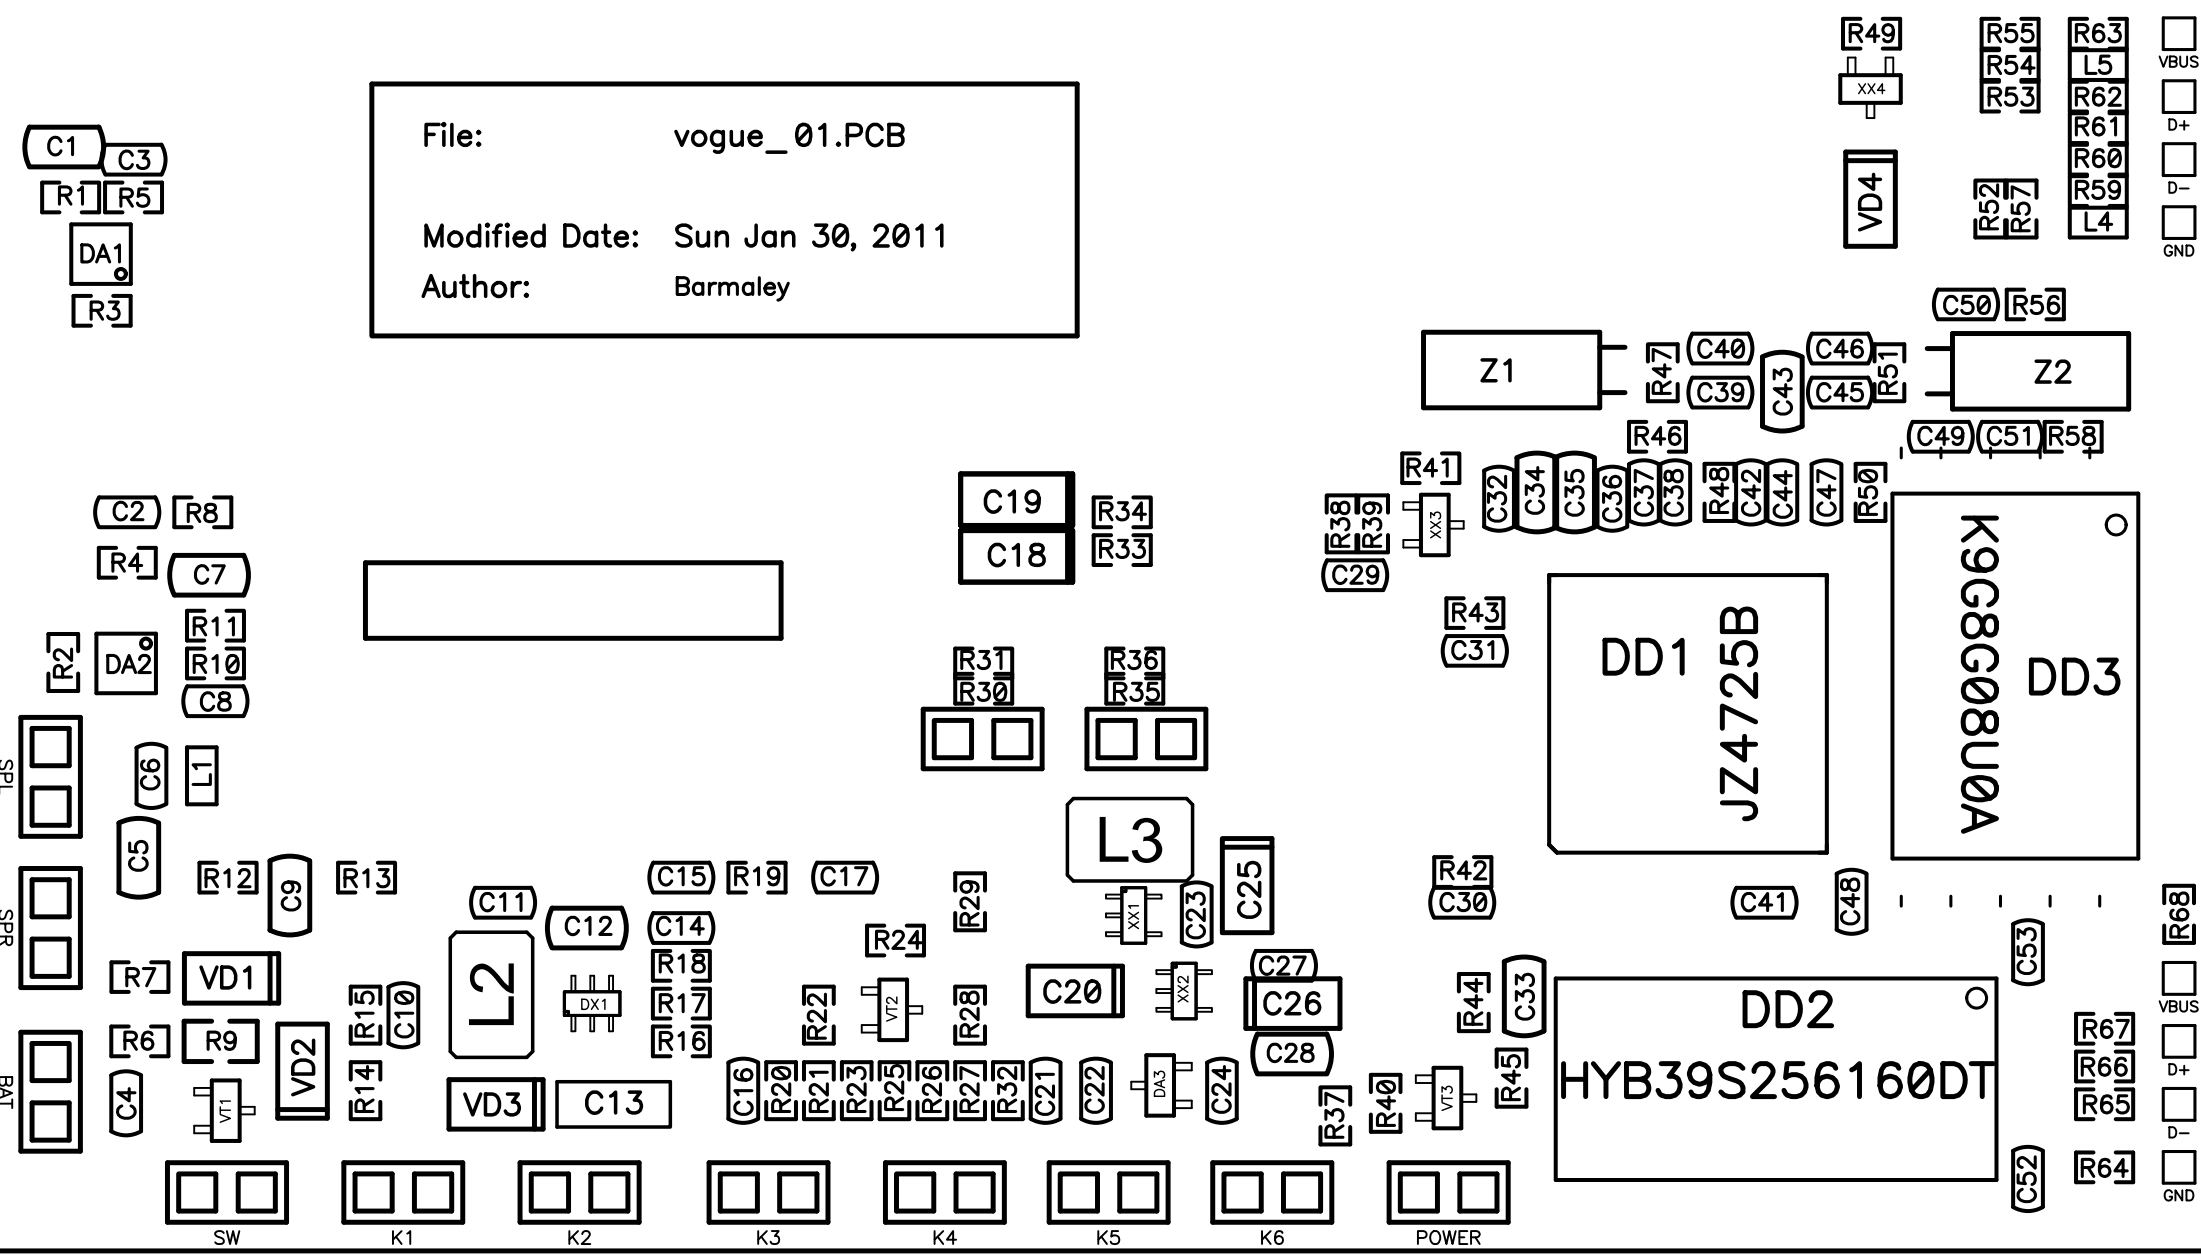 R49 R55 R63
VBUS
R54 L5
XX4
R53 R62
D+
R61
File: vogue_01.PCB
C1 C3
R60
D-
R1 R5
VD4
R52 R57
R59
L4
GND
DA1
Modified Date: Sun Jan 30, 2011
Author: Barmaley
R3
C50 R56
Z1 R47 C40 C43 C46 R51 Z2
C39 C45
R46
C49 C51 R58
R41
C2 R8
C19 R34
C18 R33
R38 R39 XX3
C32 C34 C35 C36 C37 C38 R48 C42 C44 C47 R50
R4 C7
C29
R11
R43
R2 DA2 R10
C31
DD1 JZ4725B
K9G8G08U0A DD3
C8
R31 R36
R30 R35
SPL
C6 L1
L3
C5
R12 C9 R13
C15 R19 C17
R29
C25
R42
C30
C41 C48
R68
SPR
C11
C12 C14
R24
XX1 C23
C53
R7 VD1
R18
C27
L2
C20 XX2 C26
R44 C33
DD2
VBUS
R15 C10
DX1 R17
R22 VT2 R28
R67
D+
R6 R9 VD2
R16
C28
HYB39S256160DT
R66
R65
BAT
C4 VT1 R14
VD3 C13
C16 R20 R21 R23 R25 R26 R27 R32 C21 C22 DA3 C24
R37 R40 VT3 R45
D-
C52 R64
GND
SW K1 K2 K3 K4 K5 K6 POWER